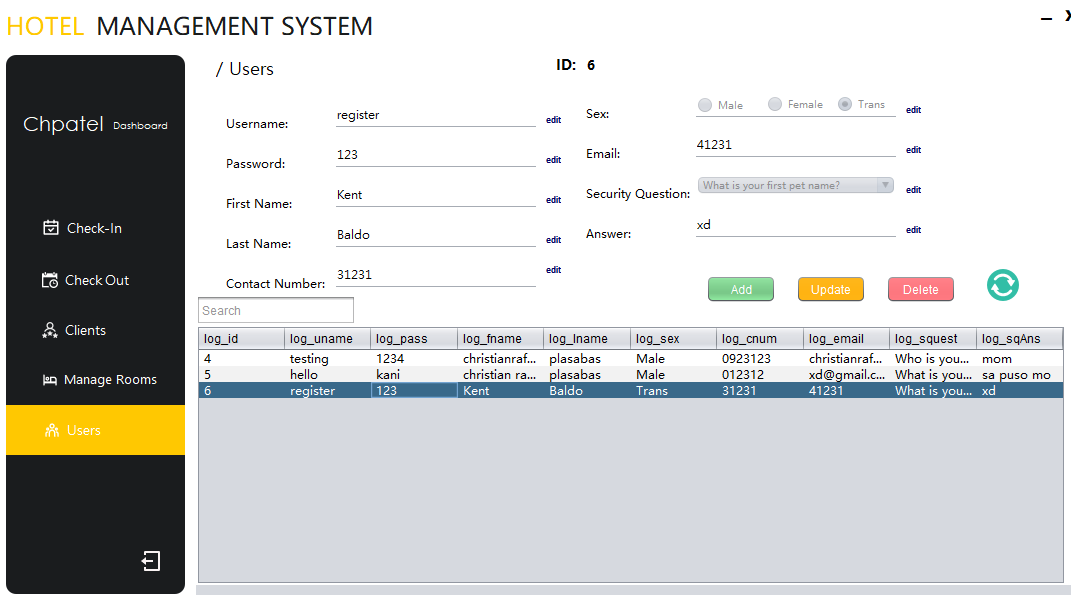 HOTEL MANAGEMENT SYSTEM
Chpatel Dashboard
Check-In
Check Out
Clients
Manage Rooms
Users
/ Users
ID: 6
Username: register edit
Password: 123 edit
First Name: Kent edit
Last Name: Baldo edit
Contact Number: 31231 edit
Sex: Male Female Trans edit
Email: 41231 edit
Security Question: What is your first pet name? edit
Answer: xd edit
Add Update Delete
Search
log_id log_uname log_pass log_fname log_lname log_sex log_cnum log_email log_squest log_sqAns
4 testing 1234 christianraf... plasabas Male 0923123 christianraf... Who is you... mom
5 hello kani christian ra... plasabas Male 012312 xd@gmail.c... What is you... sa puso mo
6 register 123 Kent Baldo Trans 31231 41231 What is you... xd